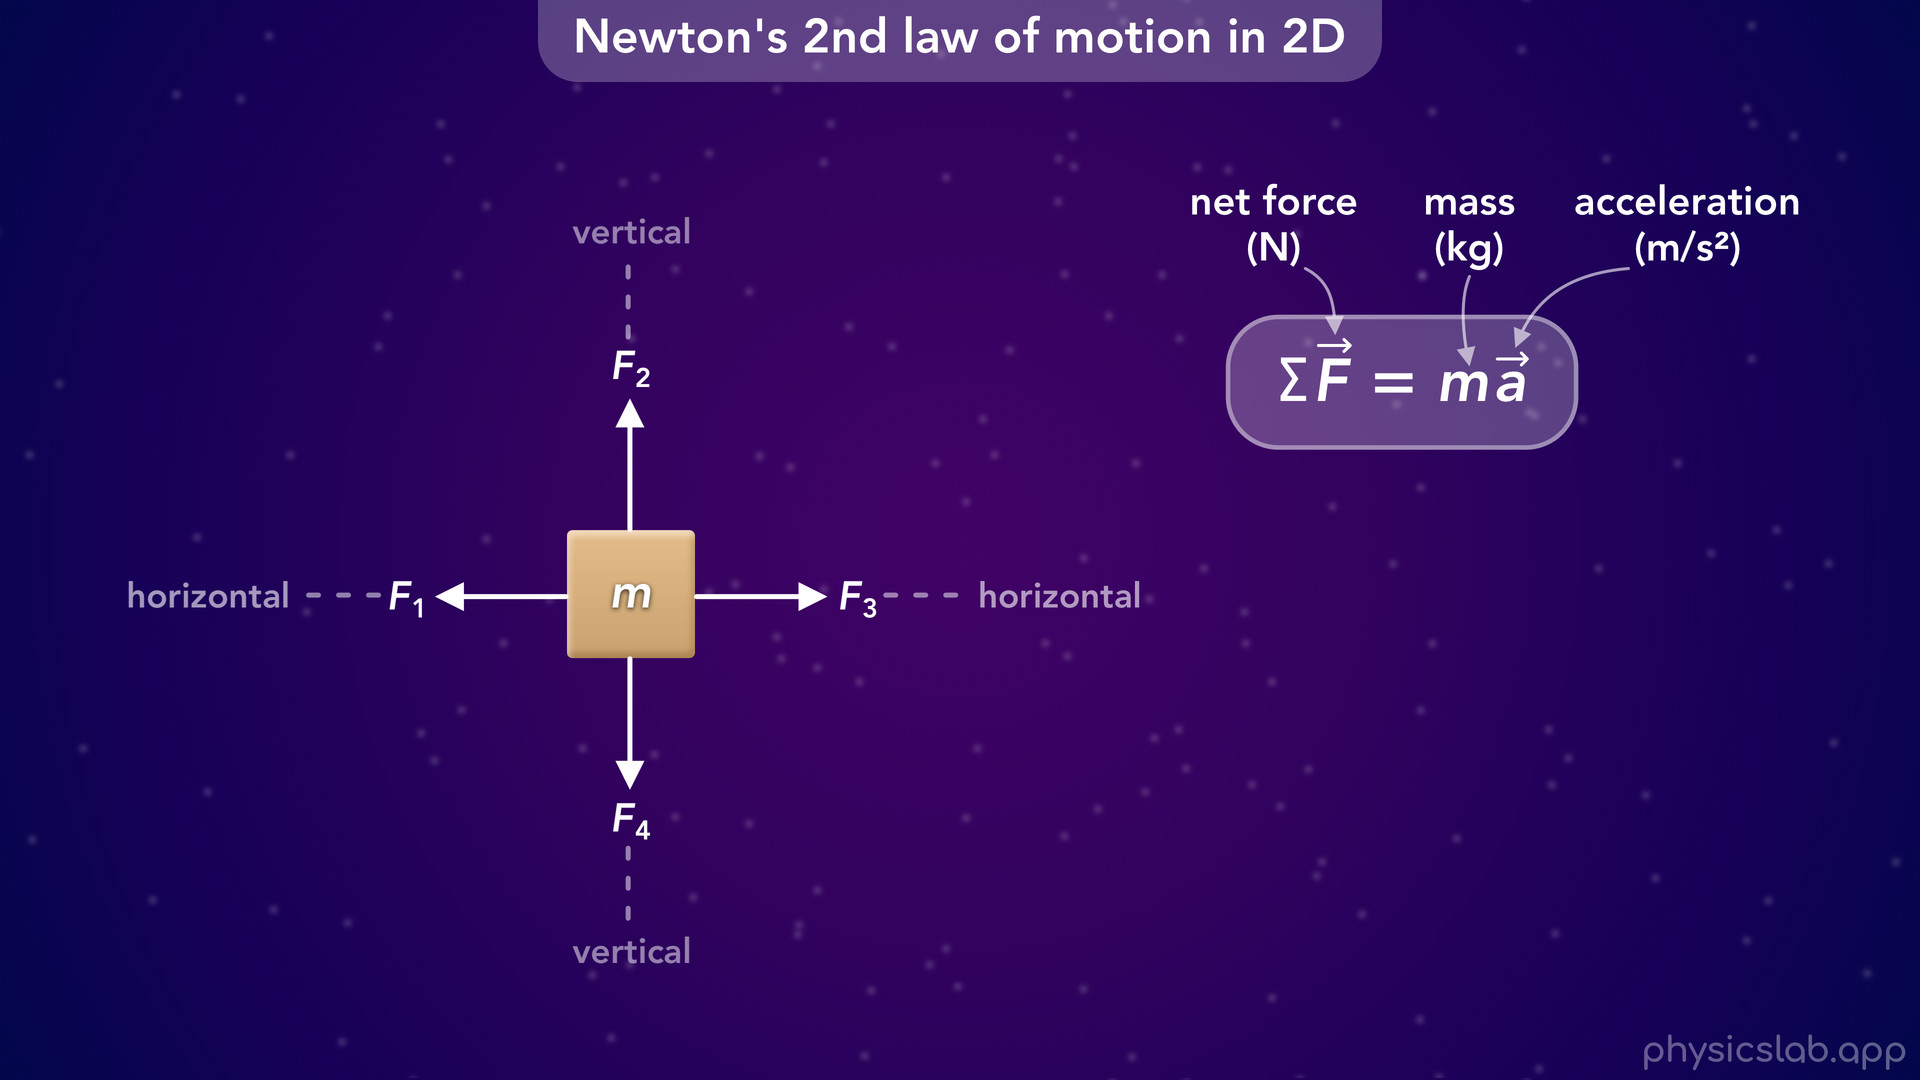 Newton's 2nd law of motion in 2D
net force
(N)
mass
(kg)
acceleration
(m/s²)
ΣF⃗ = ma⃗
vertical
F₂
horizontal
F₁
m
F₃
horizontal
F₄
vertical
physicslab.app